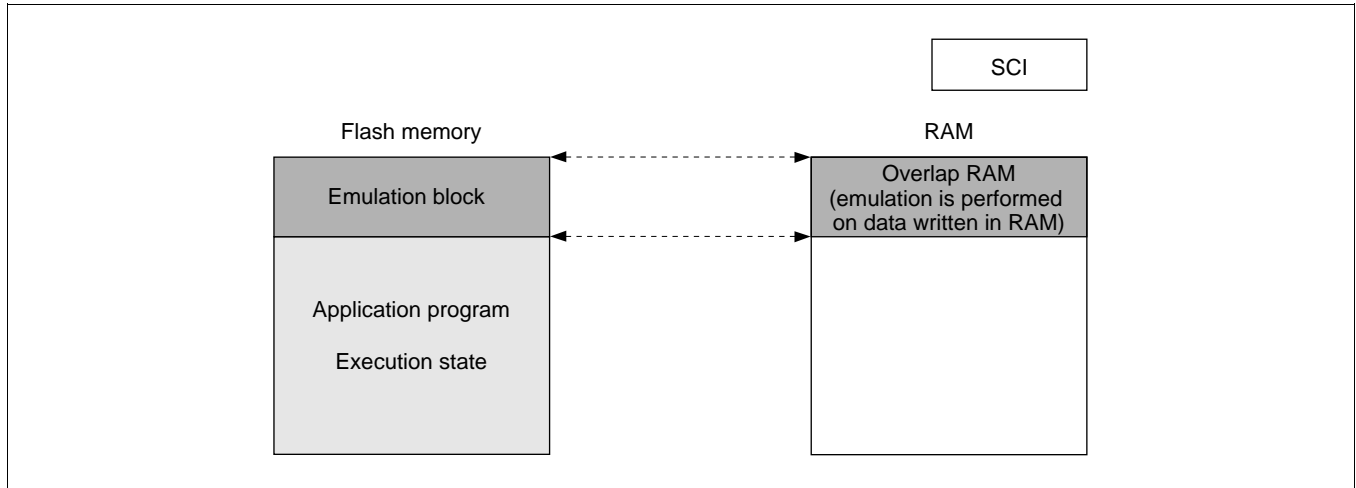 SCI
Flash memory
RAM
Emulation block
Overlap RAM
(emulation is performed
on data written in RAM)
Application program
Execution state